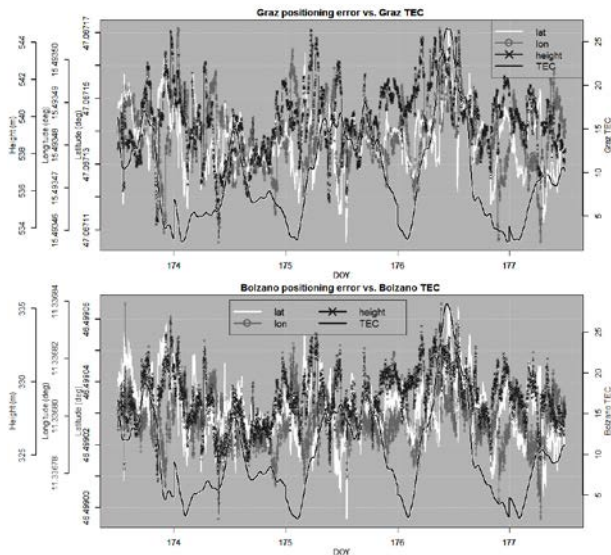 Graz positioning error vs. Graz TEC
lat
lon
height
TEC
Height (m)
534
536
538
540
542
544
Longitude (deg)
15.49346
15.49347
15.49348
15.49349
15.49350
Latitude (deg)
47.06711
47.06713
47.06715
47.06717
Graz TEC
5
10
15
20
25
174
175
176
177
DOY
Bolzano positioning error vs. Bolzano TEC
lat
lon
height
TEC
Height (m)
325
330
335
Longitude (deg)
11.33678
11.33680
11.33682
11.33684
Latitude (deg)
46.49900
46.49902
46.49904
46.49906
Bolzano TEC
5
10
15
20
25
174
175
176
177
DOY